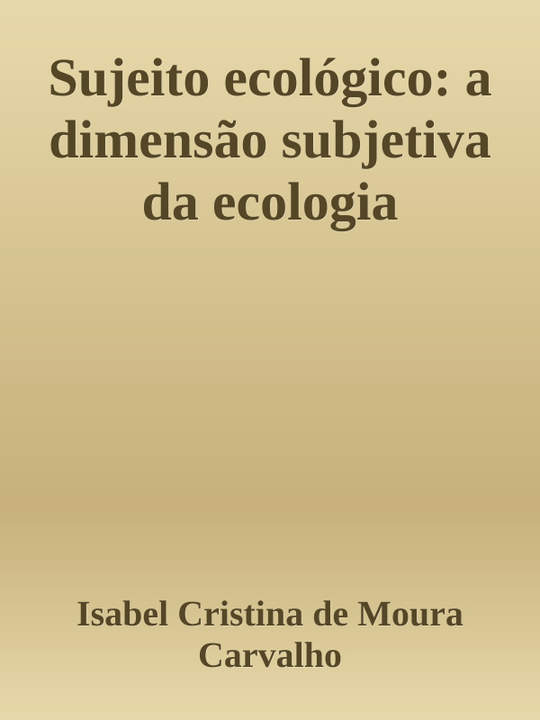 Sujeito ecológico: a
dimensão subjetiva
da ecologia
Isabel Cristina de Moura
Carvalho